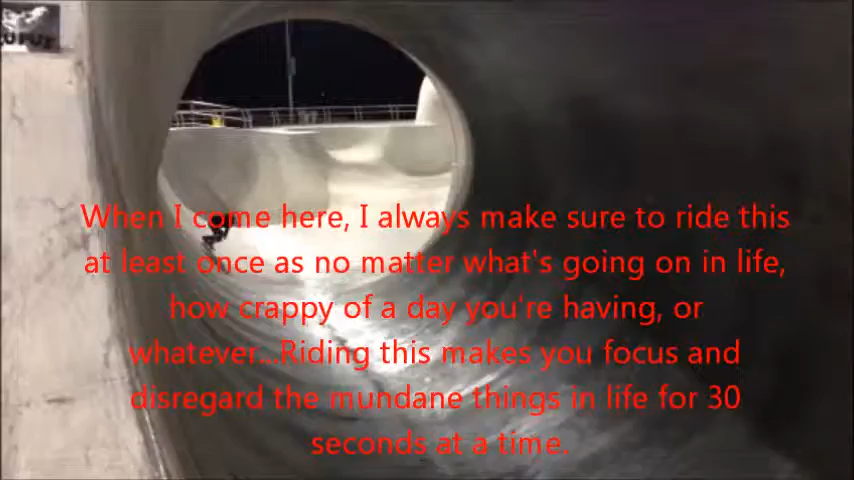 When I come here, I always make sure to ride this
at least once as no matter what's going on in life,
how crappy of a day you're having, or
whatever...Riding this makes you focus and
disregard the mundane things in life for 30
seconds at a time.